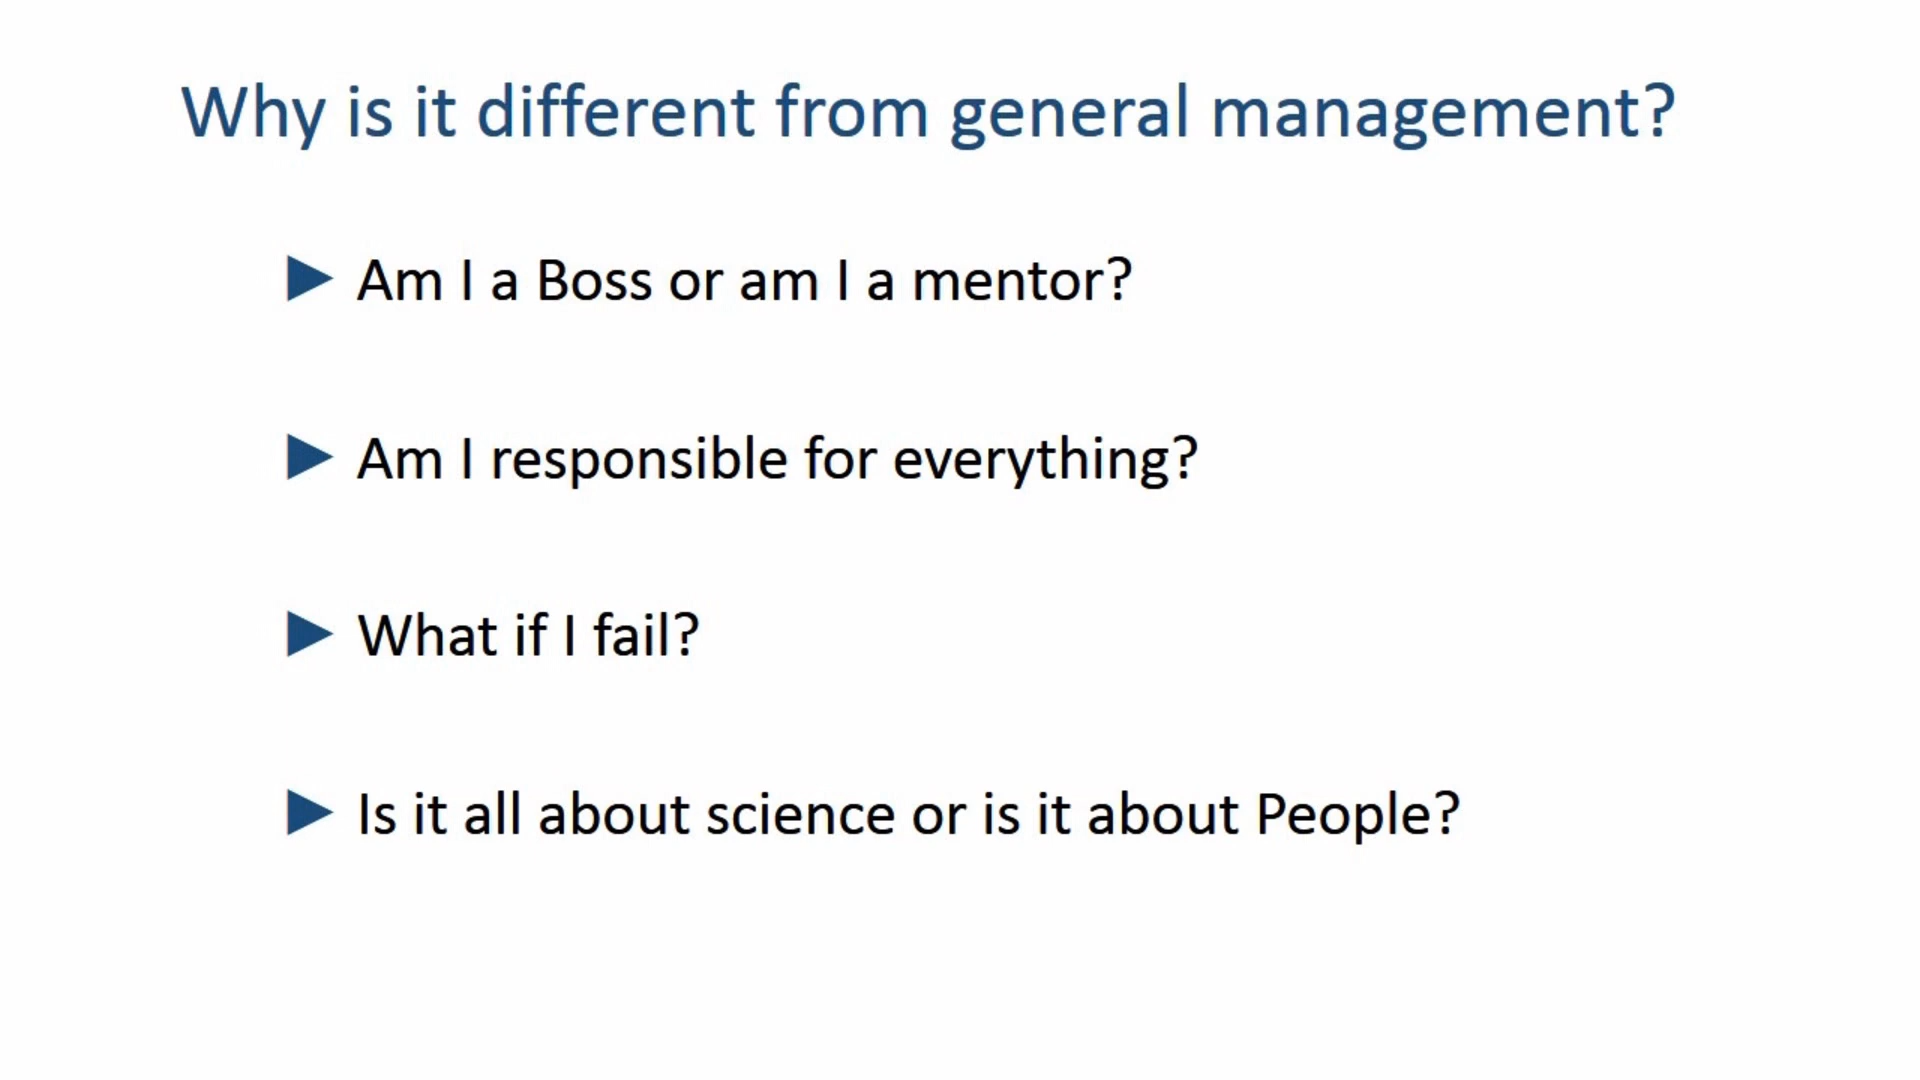 Why is it different from general management?
Am I a Boss or am I a mentor?
Am I responsible for everything?
What if I fail?
Is it all about science or is it about People?